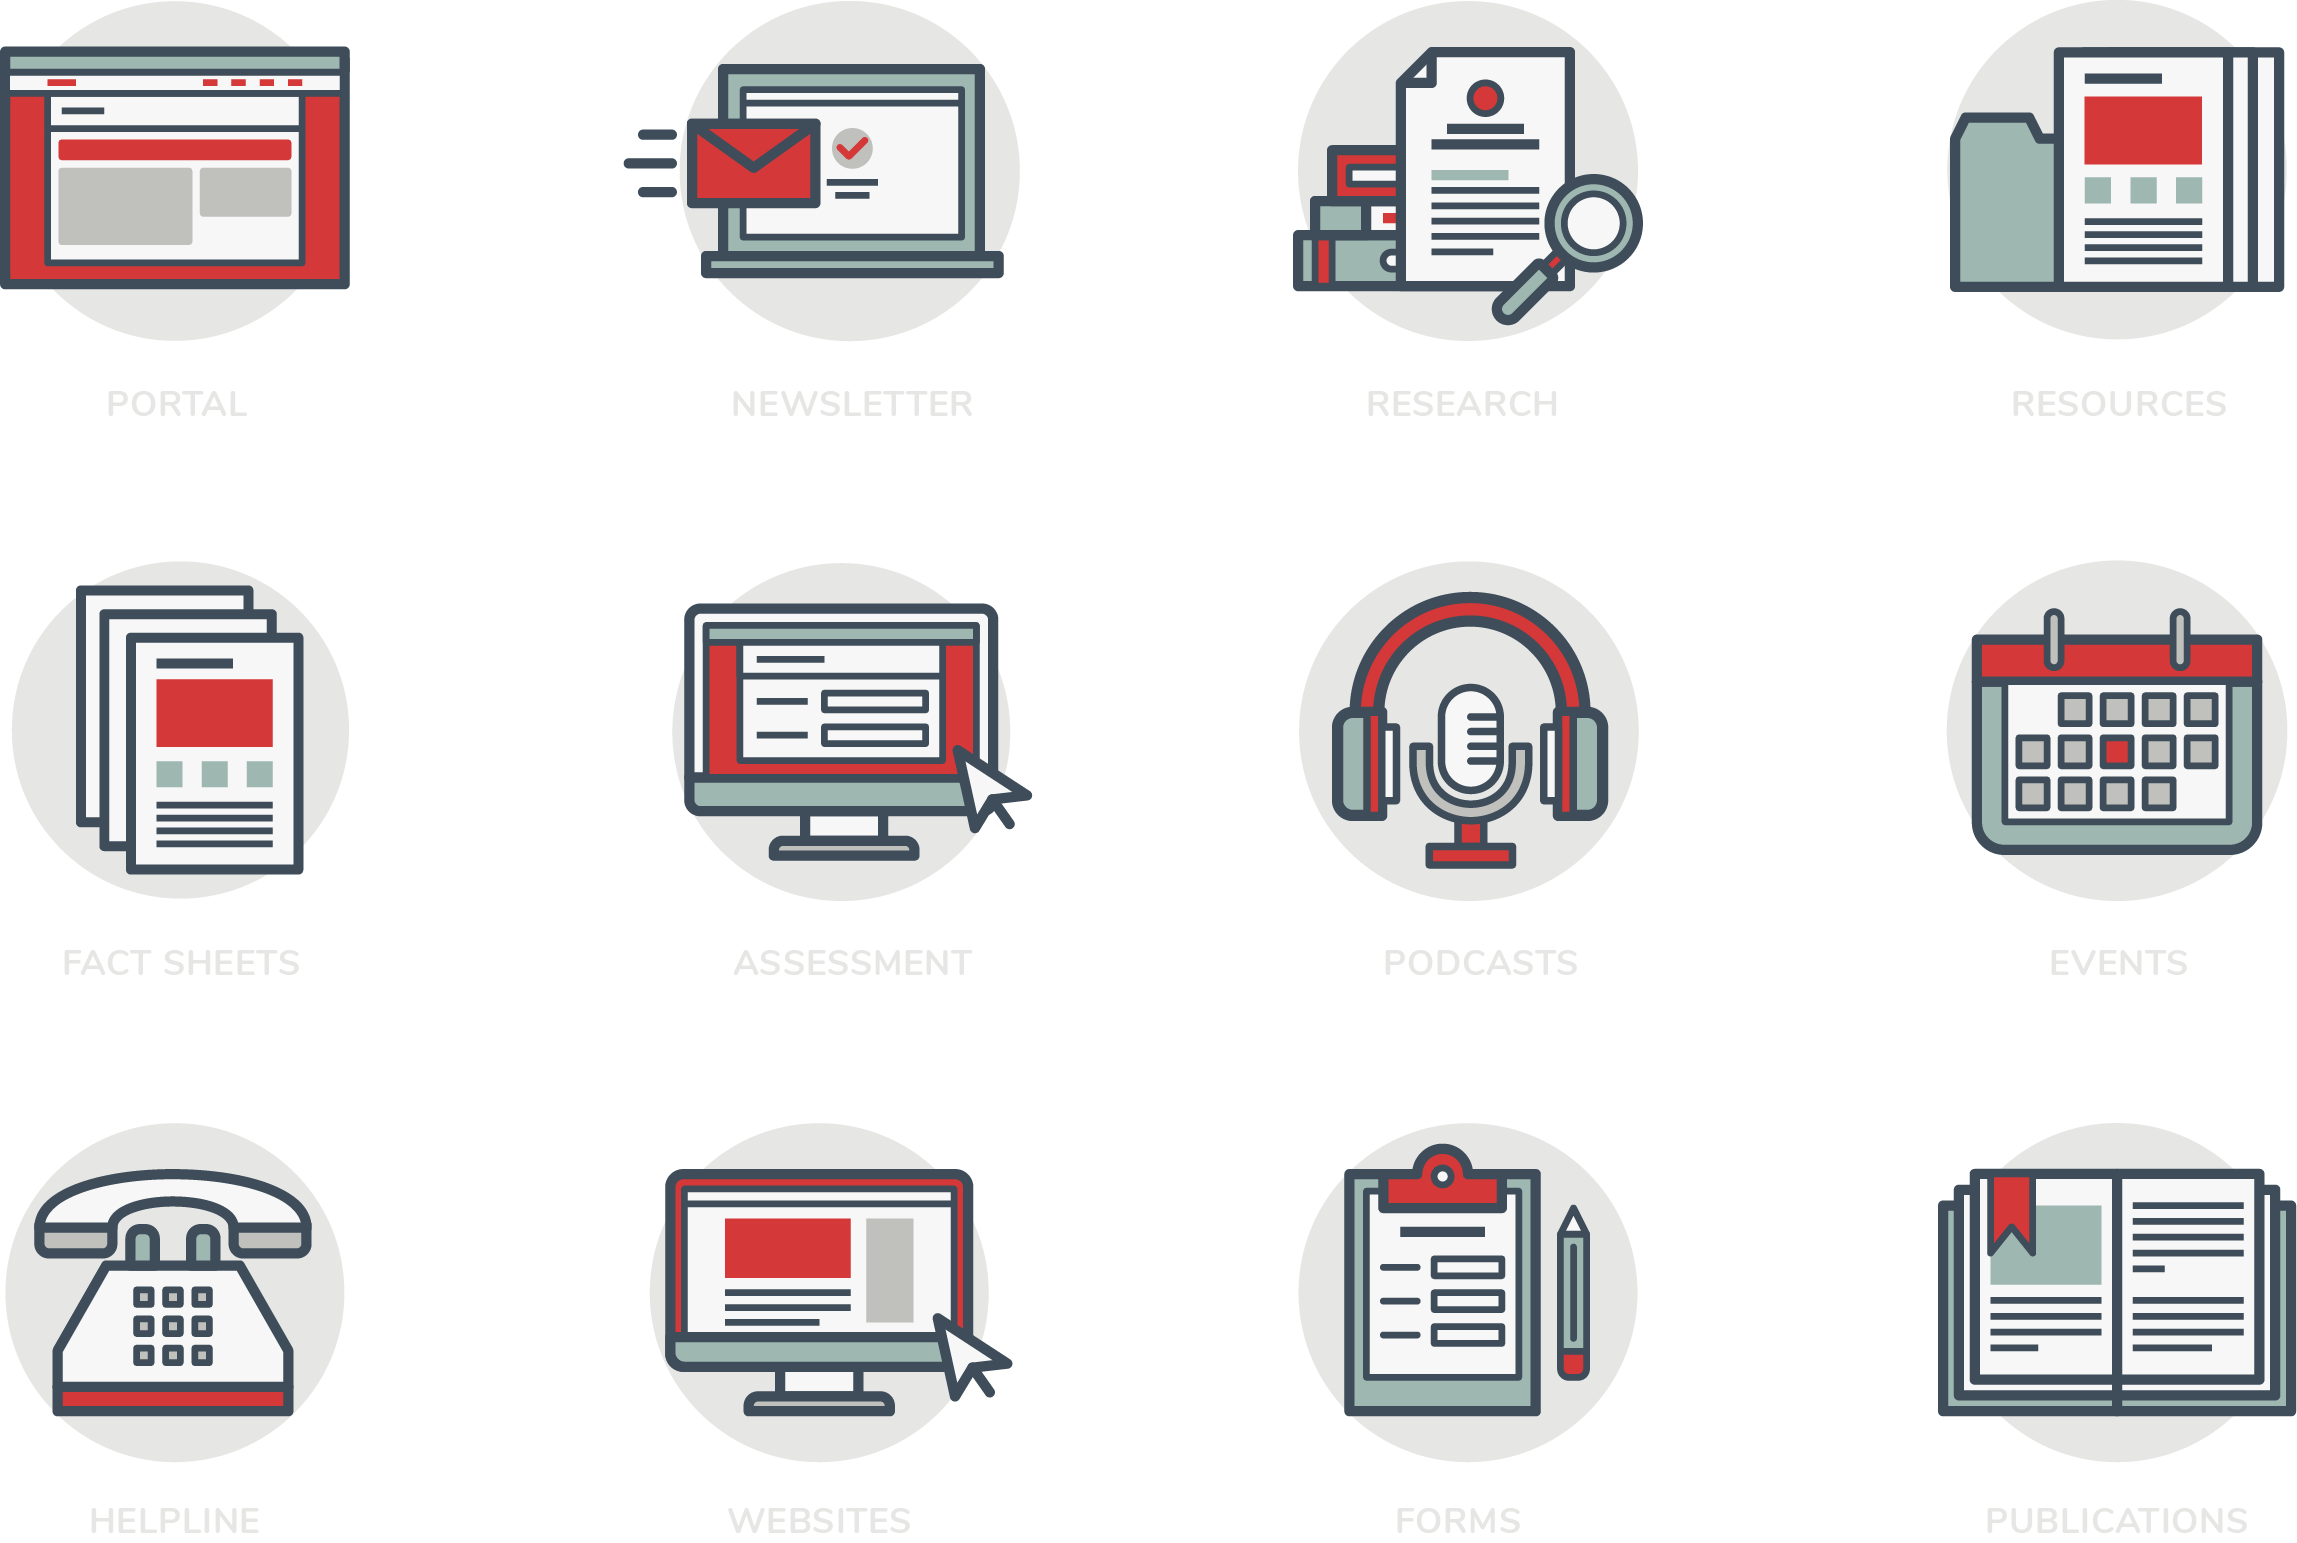 PORTAL
NEWSLETTER
RESEARCH
RESOURCES
FACT SHEETS
ASSESSMENT
PODCASTS
EVENTS
HELPLINE
WEBSITES
FORMS
PUBLICATIONS